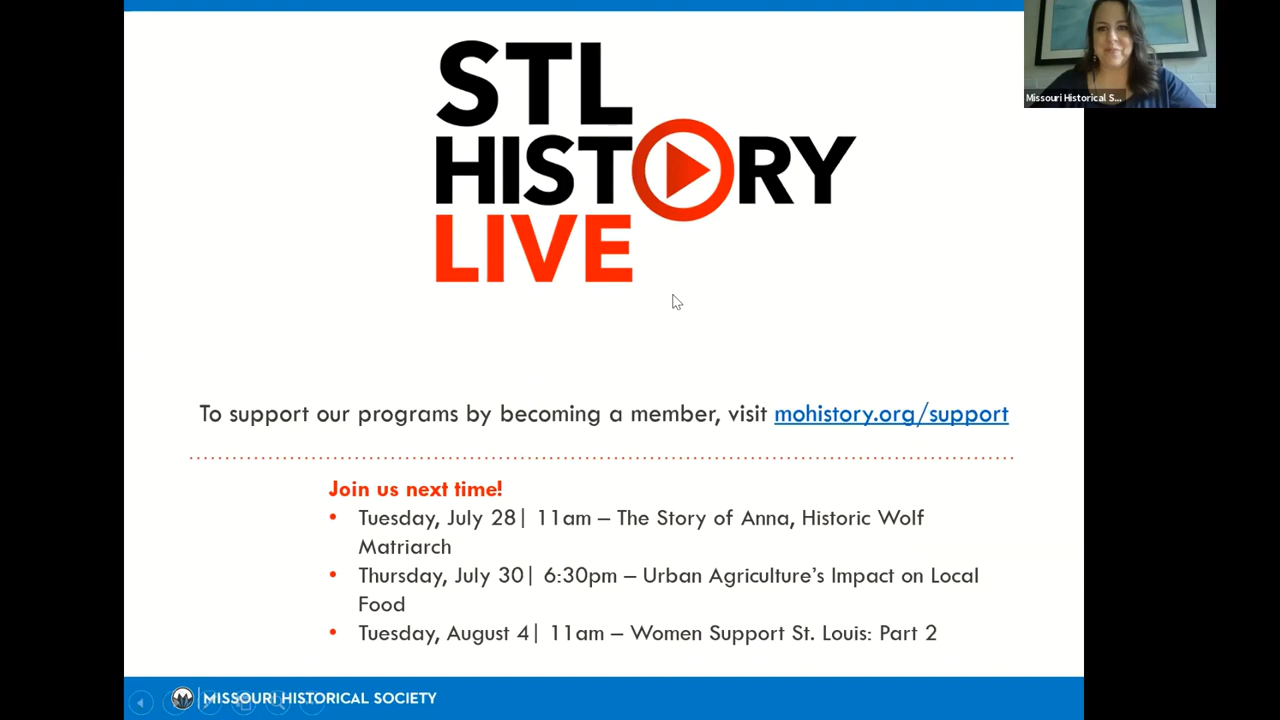 STL
HISTORY
LIVE
Missouri Historical S...
To support our programs by becoming a member, visit mohistory.org/support
Join us next time!
• Tuesday, July 28| 11am – The Story of Anna, Historic Wolf
Matriarch
• Thursday, July 30| 6:30pm – Urban Agriculture's Impact on Local
Food
• Tuesday, August 4| 11am – Women Support St. Louis: Part 2
MISSOURI HISTORICAL SOCIETY